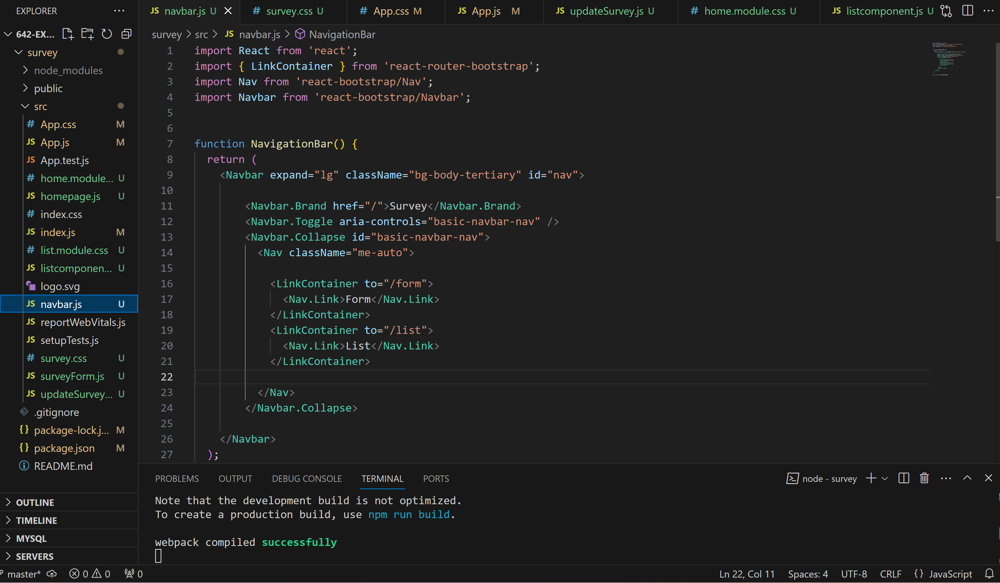 EXPLORER
navbar.js U
survey.css U
App.css M
App.js M
updateSurvey.js U
home.module.css U
listcomponent.js U
642-EX...
survey
node_modules
public
src
App.css M
App.js M
App.test.js
home.module... U
homepage.js U
index.css
index.js M
list.module.css U
listcomponen... U
logo.svg
navbar.js U
reportWebVitals.js
setupTests.js
survey.css U
surveyForm.js U
updateSurvey... U
.gitignore
package-lock.j... M
package.json M
README.md
OUTLINE
TIMELINE
MYSQL
SERVERS
survey > src > JS navbar.js > NavigationBar
1 import React from 'react';
2 import { LinkContainer } from 'react-router-bootstrap';
3 import Nav from 'react-bootstrap/Nav';
4 import Navbar from 'react-bootstrap/Navbar';
5
6
7 function NavigationBar() {
8 return (
9 <Navbar expand="lg" className="bg-body-tertiary" id="nav">
10
11 <Navbar.Brand href="/">Survey</Navbar.Brand>
12 <Navbar.Toggle aria-controls="basic-navbar-nav" />
13 <Navbar.Collapse id="basic-navbar-nav">
14 <Nav className="me-auto">
15
16 <LinkContainer to="/form">
17 <Nav.Link>Form</Nav.Link>
18 </LinkContainer>
19 <LinkContainer to="/list">
20 <Nav.Link>List</Nav.Link>
21 </LinkContainer>
22
23 </Nav>
24 </Navbar.Collapse>
25
26 </Navbar>
27 );
PROBLEMS OUTPUT DEBUG CONSOLE TERMINAL PORTS
node - survey
Note that the development build is not optimized.
To create a production build, use npm run build.
webpack compiled successfully
master* 0 0 0
Ln 22, Col 11 Spaces: 4 UTF-8 CRLF {} JavaScript